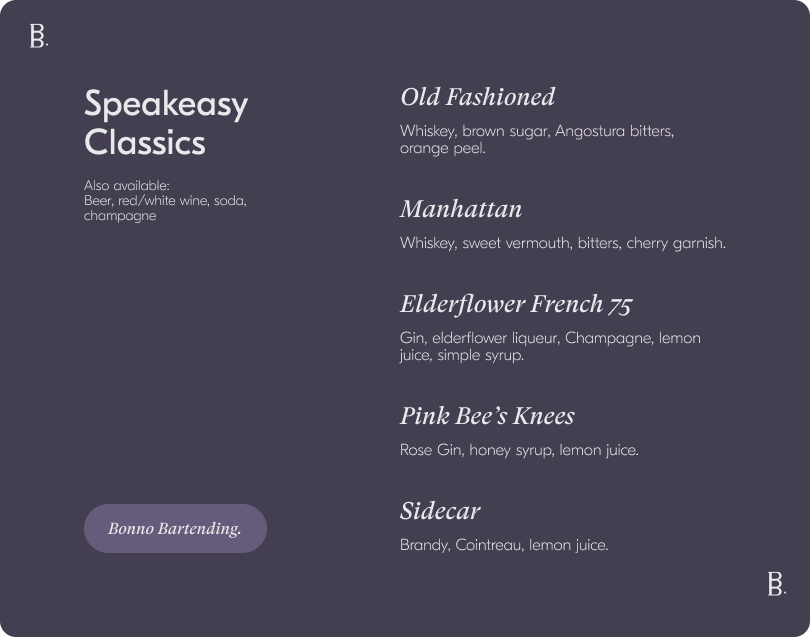 B.
Speakeasy
Classics
Also available:
Beer, red/white wine, soda,
champagne
Bonno Bartending.
Old Fashioned
Whiskey, brown sugar, Angostura bitters,
orange peel.
Manhattan
Whiskey, sweet vermouth, bitters, cherry garnish.
Elderflower French 75
Gin, elderflower liqueur, Champagne, lemon
juice, simple syrup.
Pink Bee’s Knees
Rose Gin, honey syrup, lemon juice.
Sidecar
Brandy, Cointreau, lemon juice.
B.